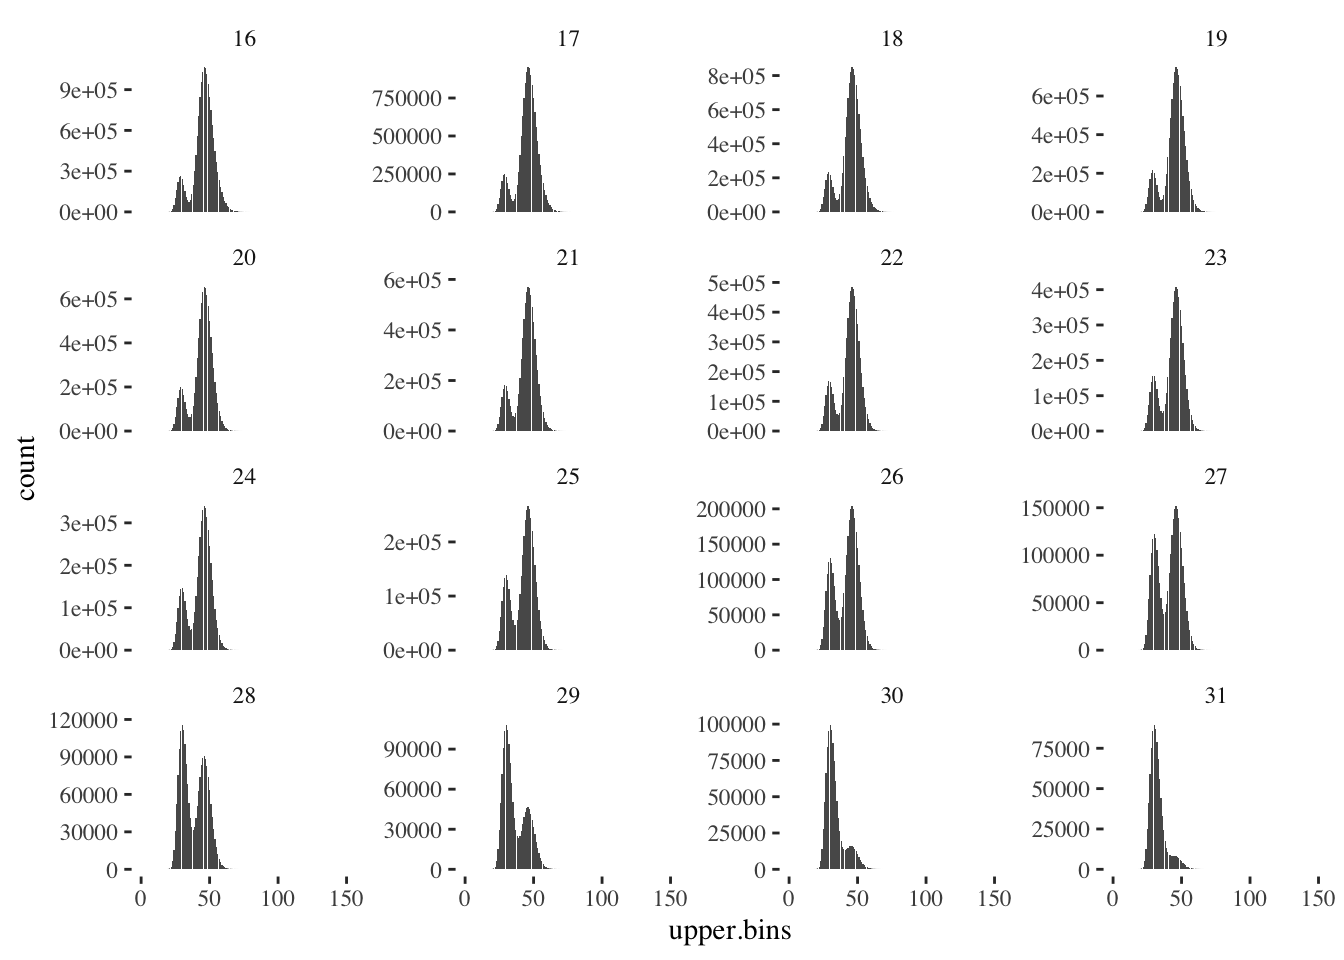 16 17 18 19
9e+05 750000 8e+05 6e+05
6e+05 500000 6e+05 4e+05
3e+05 250000 4e+05 2e+05
0e+00 0 2e+05 0e+00
0e+00
20 21 22 23
6e+05 6e+05 5e+05 4e+05
4e+05 4e+05 4e+05 3e+05
2e+05 2e+05 3e+05 2e+05
0e+00 0e+00 2e+05 1e+05
1e+05 0e+00
0e+00
count
24 25 26 27
3e+05 2e+05 200000 150000
2e+05 1e+05 150000 100000
1e+05 0e+00 100000 50000
0e+00 50000 0
0
28 29 30 31
120000 90000 100000 75000
90000 60000 75000 50000
60000 30000 50000 25000
30000 0 25000 0
0 0
0 50 100 150 0 50 100 150 0 50 100 150 0 50 100 150
upper.bins